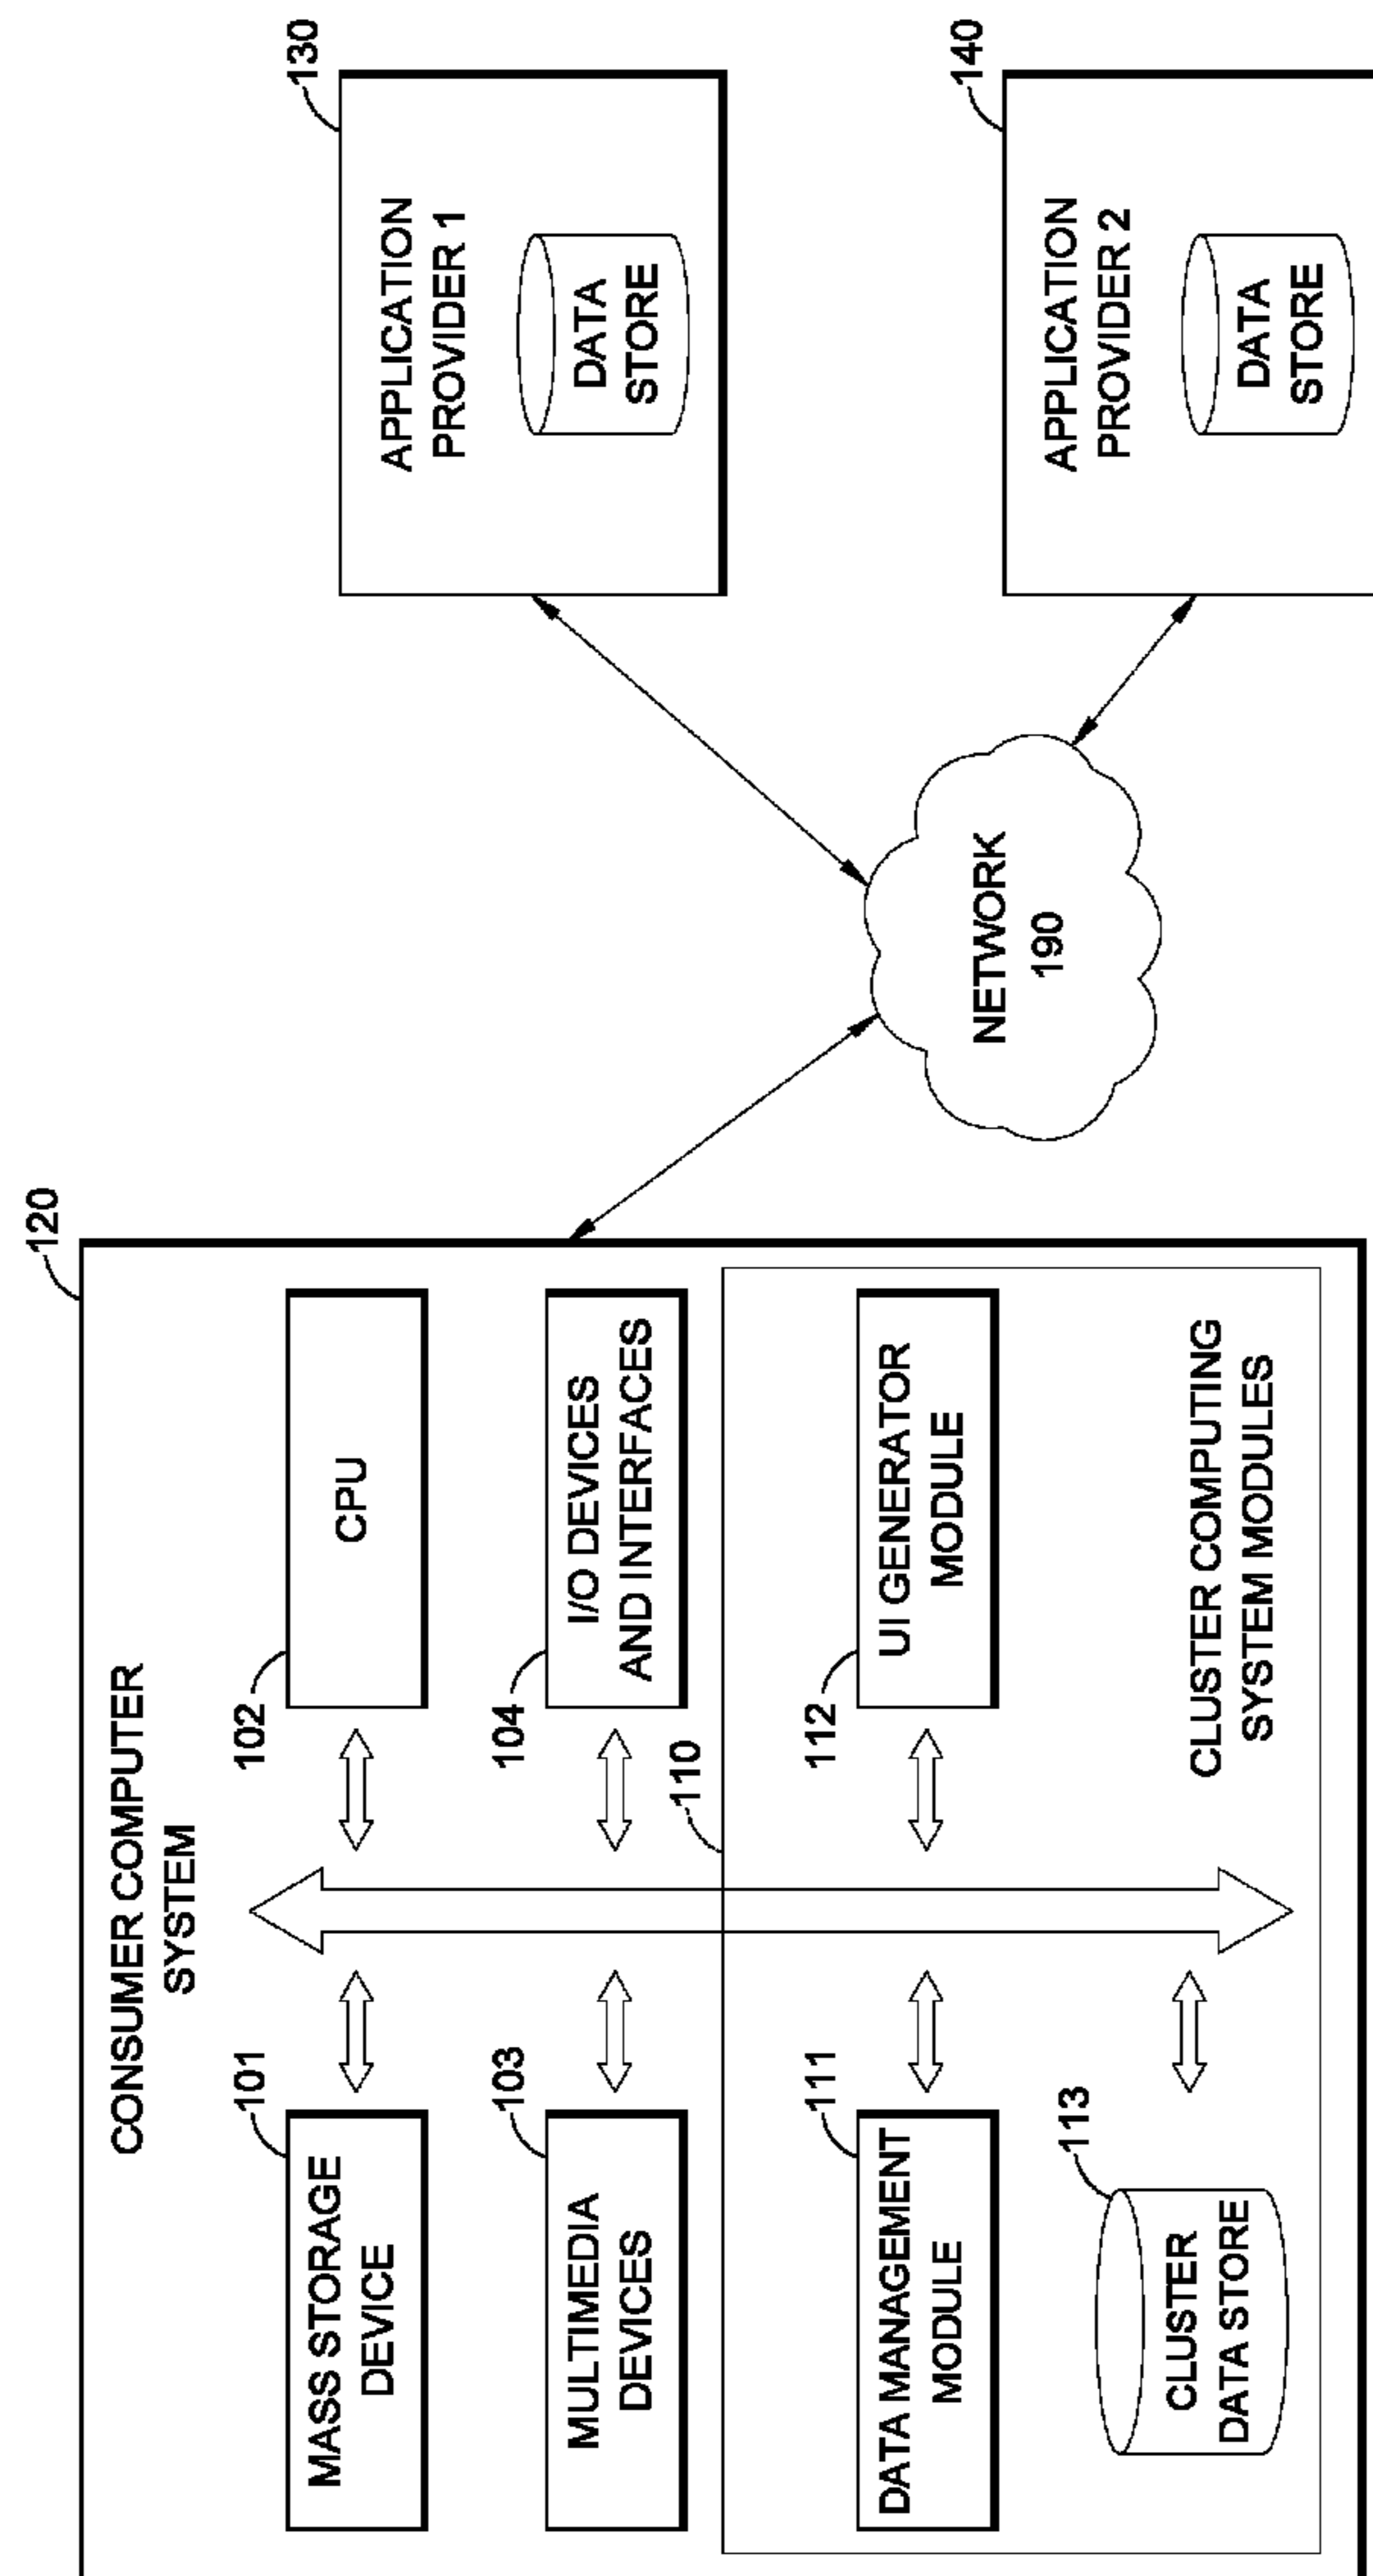 120
CONSUMER COMPUTER
SYSTEM
101
MASS STORAGE
DEVICE
102
CPU
103
MULTIMEDIA
DEVICES
104
I/O DEVICES
AND INTERFACES
110
111
DATA MANAGEMENT
MODULE
112
UI GENERATOR
MODULE
113
CLUSTER
DATA STORE
CLUSTER COMPUTING
SYSTEM MODULES
NETWORK
190
130
APPLICATION
PROVIDER 1
DATA
STORE
140
APPLICATION
PROVIDER 2
DATA
STORE